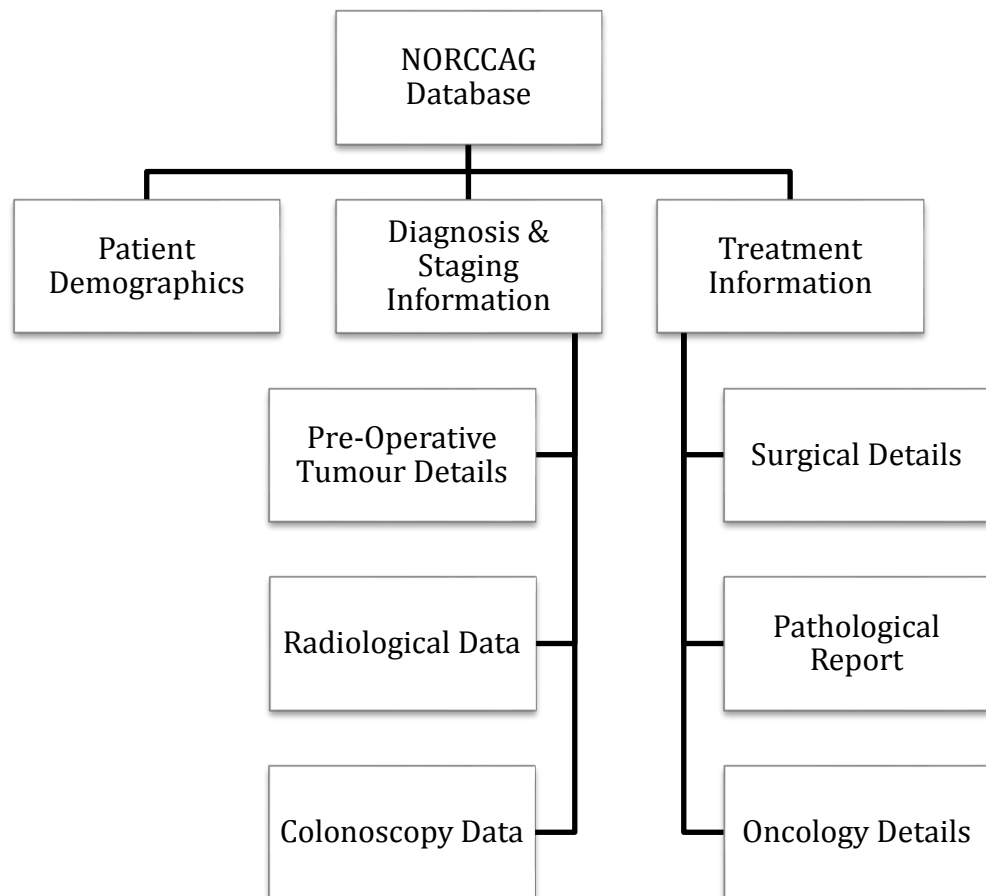 NORCCAG
Database
Patient
Demographics
Diagnosis &
Staging
Information
Treatment
Information
Pre-Operative
Tumour Details
Surgical Details
Radiological Data
Pathological
Report
Colonoscopy Data
Oncology Details